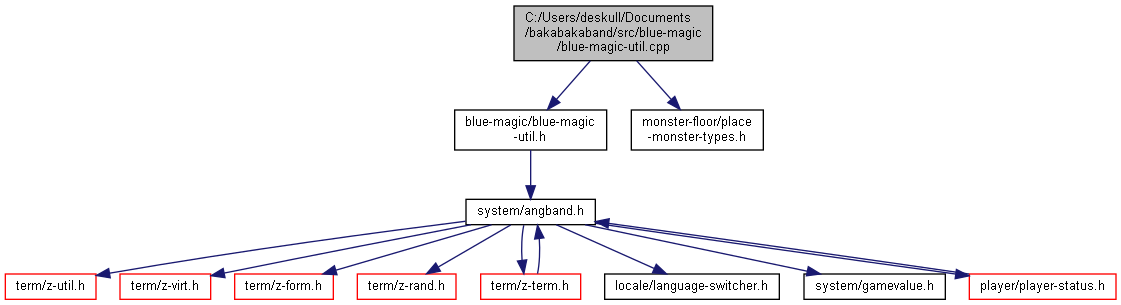 C:/Users/deskull/Documents
/bakabakaband/src/blue-magic
/blue-magic-util.cpp
blue-magic/blue-magic
-util.h
monster-floor/place
-monster-types.h
system/angband.h
term/z-util.h
term/z-virt.h
term/z-form.h
term/z-rand.h
term/z-term.h
locale/language-switcher.h
system/gamevalue.h
player/player-status.h